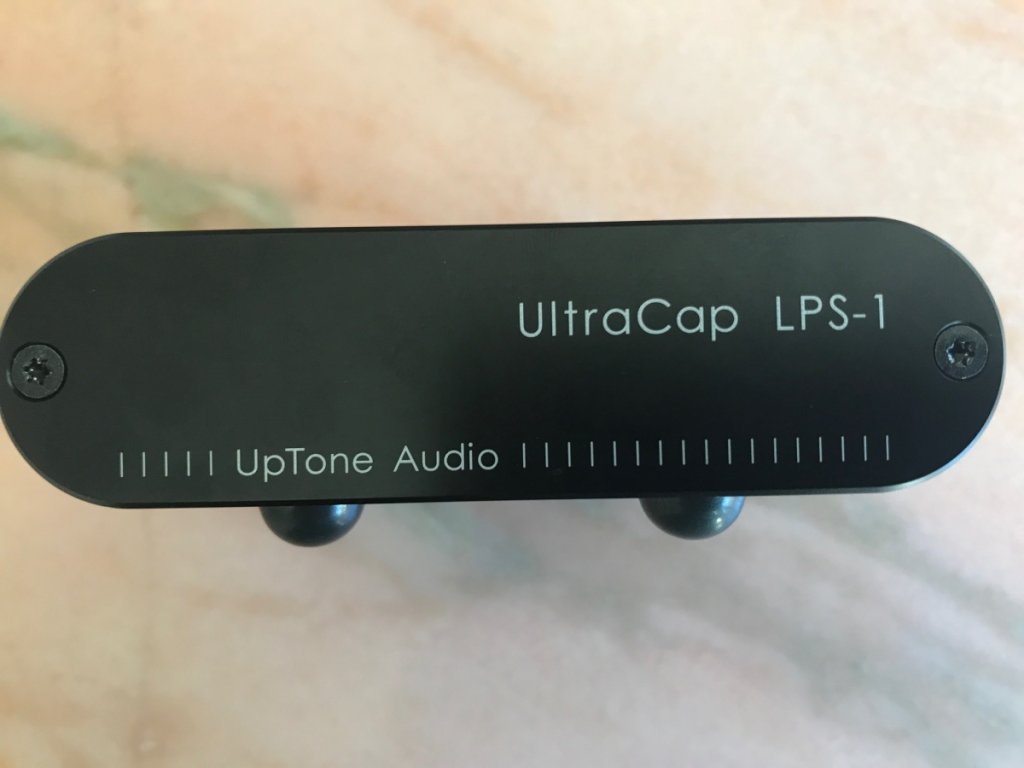 UltraCap LPS-1
UpTone Audio